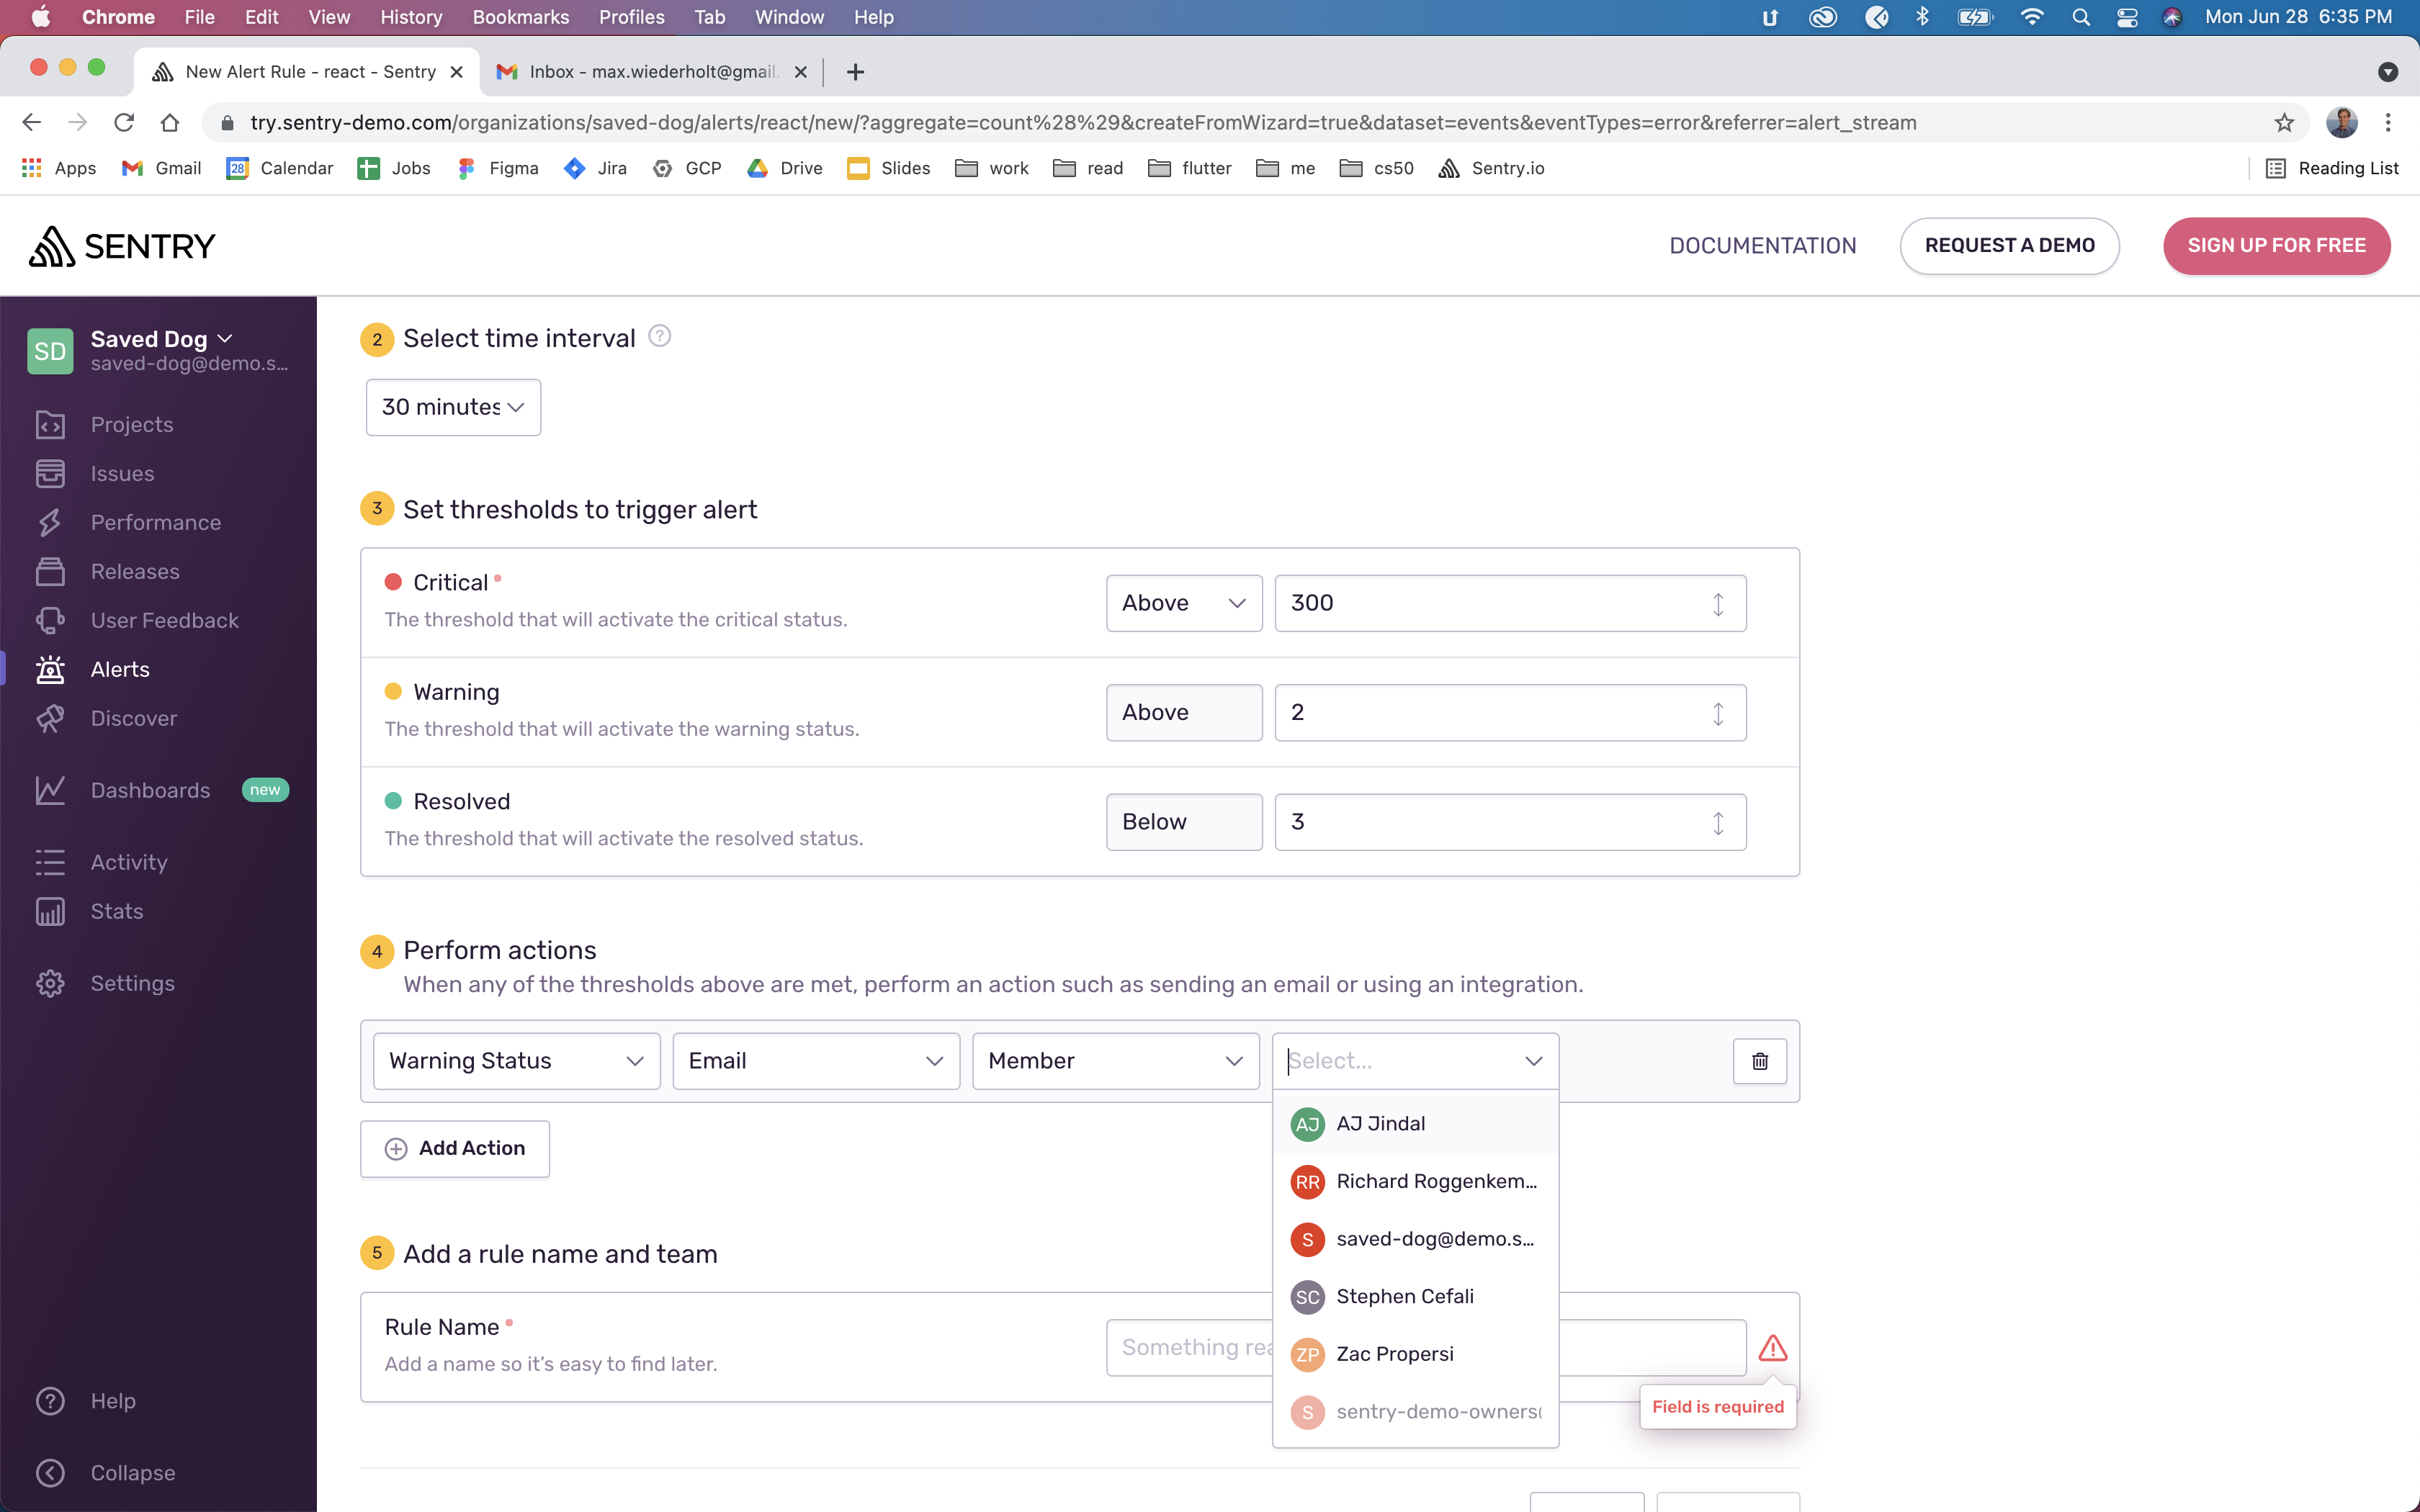 Chrome File Edit View History Bookmarks Profiles Tab Window Help Mon Jun 28 6:35 PM
New Alert Rule - react - Sentry Inbox - max.wiederholt@gmail.
try.sentry-demo.com/organizations/saved-dog/alerts/react/new/?aggregate=count%28%29&createFromWizard=true&dataset=events&eventTypes=error&referrer=alert_stream
Apps Gmail 28 Calendar Jobs Figma Jira GCP Drive Slides work read flutter me cs50 Sentry.io Reading List
SENTRY DOCUMENTATION REQUEST A DEMO SIGN UP FOR FREE
SD Saved Dog
saved-dog@demo.s...
Projects
Issues
Performance
Releases
User Feedback
Alerts
Discover
Dashboards new
Activity
Stats
Settings
Help
Collapse
2 Select time interval ?
30 minutes
3 Set thresholds to trigger alert
Critical
The threshold that will activate the critical status.
Above 300
Warning
The threshold that will activate the warning status.
Above 2
Resolved
The threshold that will activate the resolved status.
Below 3
4 Perform actions
When any of the thresholds above are met, perform an action such as sending an email or using an integration.
Warning Status Email Member Select...
AJ AJ Jindal
RR Richard Roggenkem...
S saved-dog@demo.s...
SC Stephen Cefali
ZP Zac Propersi
S sentry-demo-owners
Add Action
5 Add a rule name and team
Rule Name
Add a name so it's easy to find later.
Something rea
Field is required